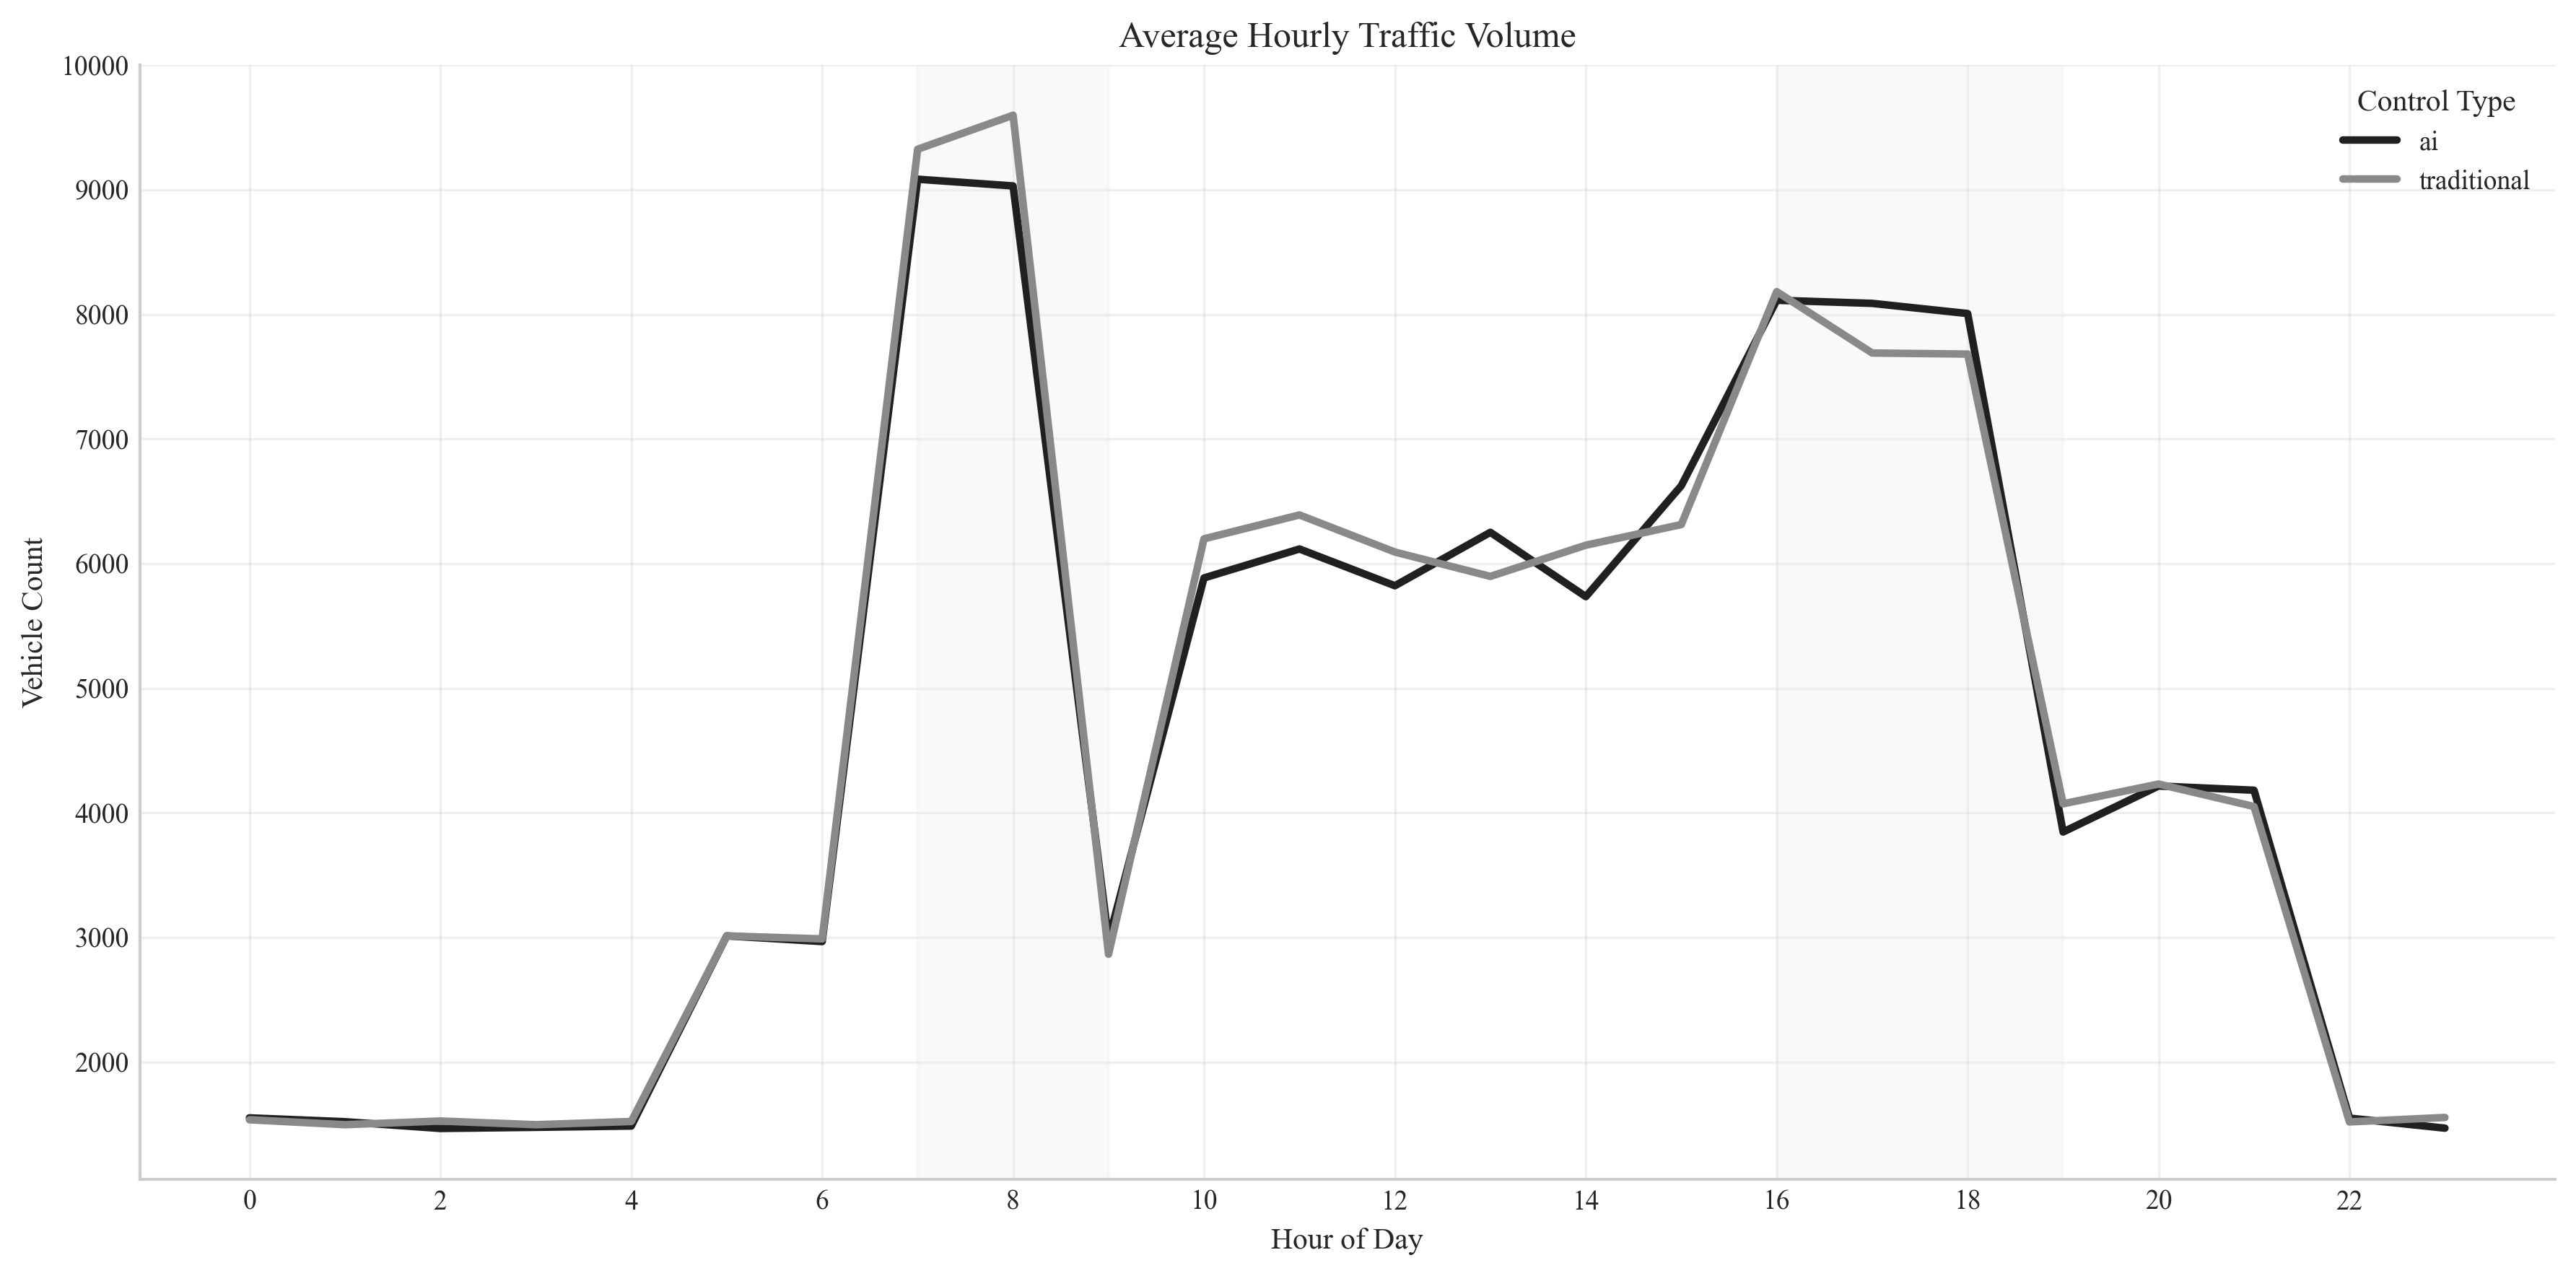 Average Hourly Traffic Volume
10000
9000
8000
7000
6000
5000
4000
3000
2000
Vehicle Count
Control Type
ai
traditional
0 2 4 6 8 10 12 14 16 18 20 22
Hour of Day